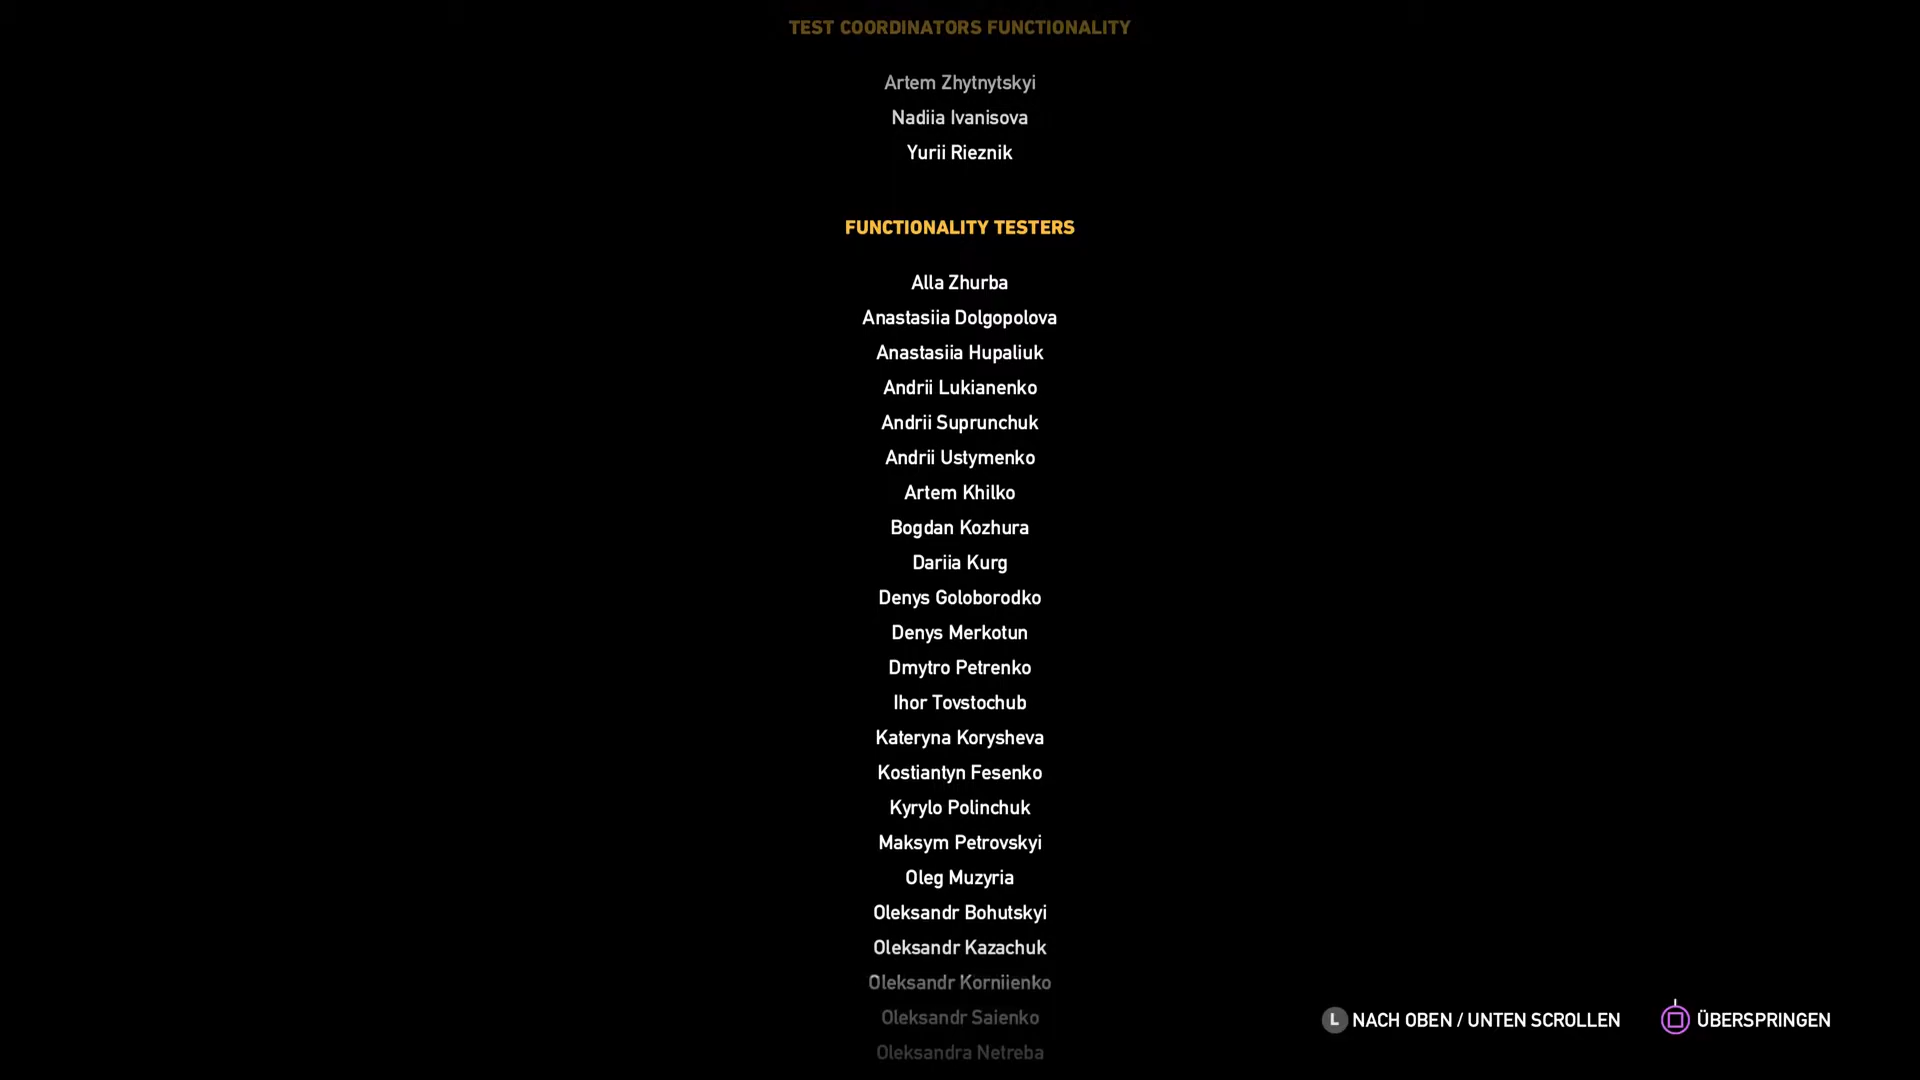 TEST COORDINATORS FUNCTIONALITY
Artem Zhytnytskyi
Nadiia Ivanisova
Yurii Rieznik
FUNCTIONALITY TESTERS
Alla Zhurba
Anastasiia Dolgopolova
Anastasiia Hupaliuk
Andrii Lukianenko
Andrii Suprunchuk
Andrii Ustymenko
Artem Khilko
Bogdan Kozhura
Dariia Kurg
Denys Goloborodko
Denys Merkotun
Dmytro Petrenko
Ihor Tovstochub
Kateryna Korysheva
Kostiantyn Fesenko
Kyrylo Polinchuk
Maksym Petrovskyi
Oleg Muzyria
Oleksandr Bohutskyi
Oleksandr Kazachuk
Oleksandr Korniienko
Oleksandr Saienko
Oleksandra Netreba
L NACH OBEN / UNTEN SCROLLEN
ÜBERSPRINGEN